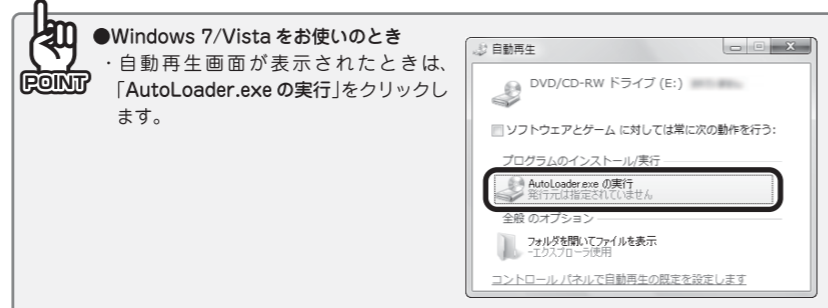 POINT
●Windows 7/Vista をお使いのとき
・自動再生画面が表示されたときは、
「AutoLoader.exe の実行」をクリックし
ます。
自動再生
DVD/CD-RW ドライブ (E:)
ソフトウェアとゲーム に対しては常に次の動作を行う:
プログラムのインストール/実行
AutoLoader.exe の実行
発行元は指定されていません
全般 のオプション
フォルダを開いてファイルを表示
-エクスプローラ使用
コントロール パネルで自動再生の既定を設定します